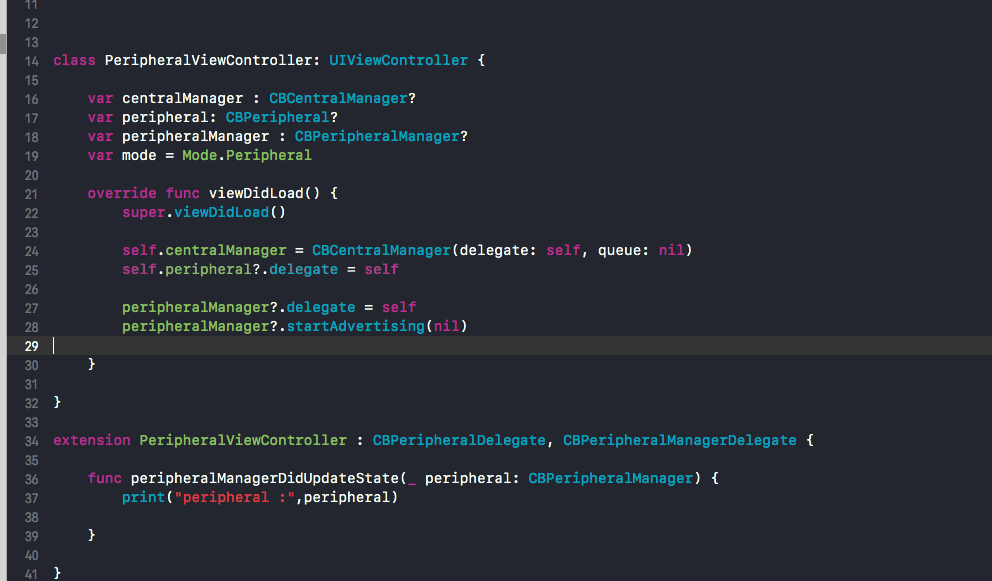 11
12
13
14 class PeripheralViewController: UIViewController {
15
16     var centralManager : CBCentralManager?
17     var peripheral: CBPeripheral?
18     var peripheralManager : CBPeripheralManager?
19     var mode = Mode.Peripheral
20
21     override func viewDidLoad() {
22         super.viewDidLoad()
23
24         self.centralManager = CBCentralManager(delegate: self, queue: nil)
25         self.peripheral?.delegate = self
26
27         peripheralManager?.delegate = self
28         peripheralManager?.startAdvertising(nil)
29
30     }
31
32 }
33
34 extension PeripheralViewController : CBPeripheralDelegate, CBPeripheralManagerDelegate {
35
36     func peripheralManagerDidUpdateState(_ peripheral: CBPeripheralManager) {
37         print("peripheral :",peripheral)
38
39     }
40
41 }